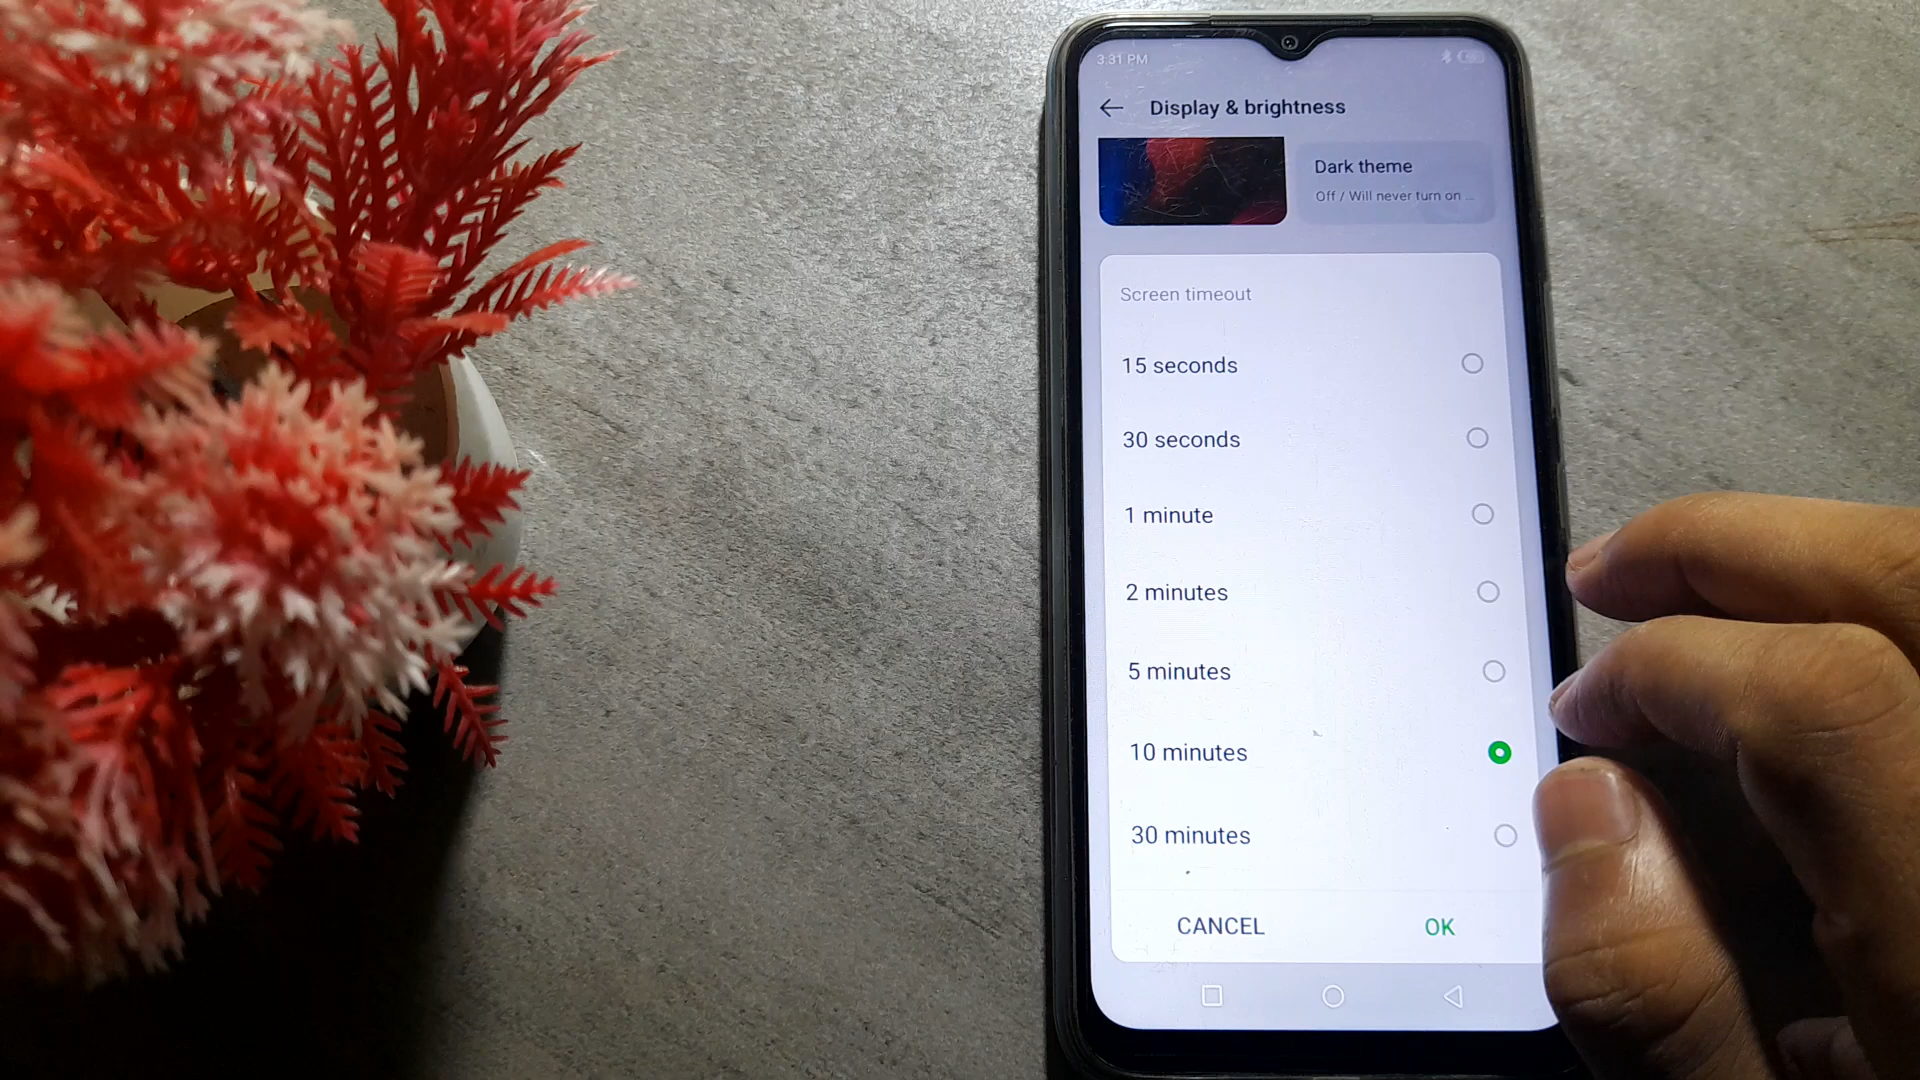 3:31 PM
Display & brightness
Dark theme
Off / Will never turn on ...
Screen timeout
15 seconds
30 seconds
1 minute
2 minutes
5 minutes
10 minutes
30 minutes
CANCEL OK